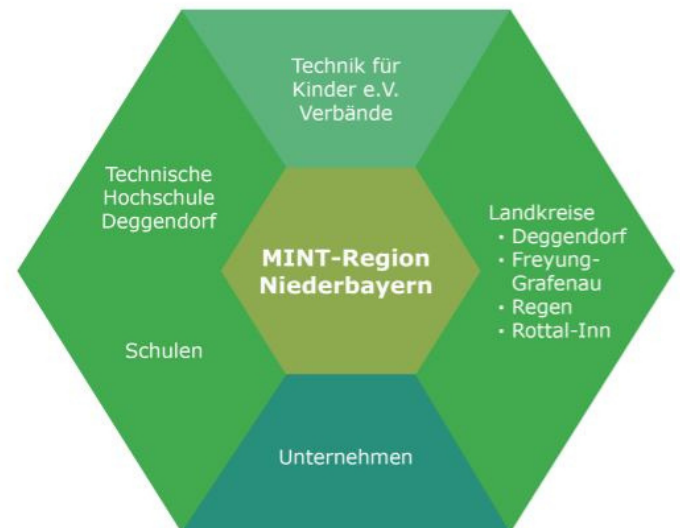 Technik für
Kinder e.V.
Verbände
Technische
Hochschule
Deggendorf
Schulen
MINT-Region
Niederbayern
Landkreise
• Deggendorf
• Freyung-
Grafenau
• Regen
• Rottal-Inn
Unternehmen